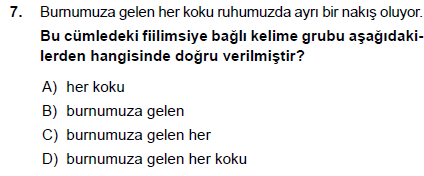 7. Burnumuza gelen her koku ruhumuzda ayrı bir nakış oluyor.
Bu cümledeki fiilimsiye bağlı kelime grubu aşağıdaki-
lerden hangisinde doğru verilmiştir?
A) her koku
B) burnumuza gelen
C) burnumuza gelen her
D) burnumuza gelen her koku